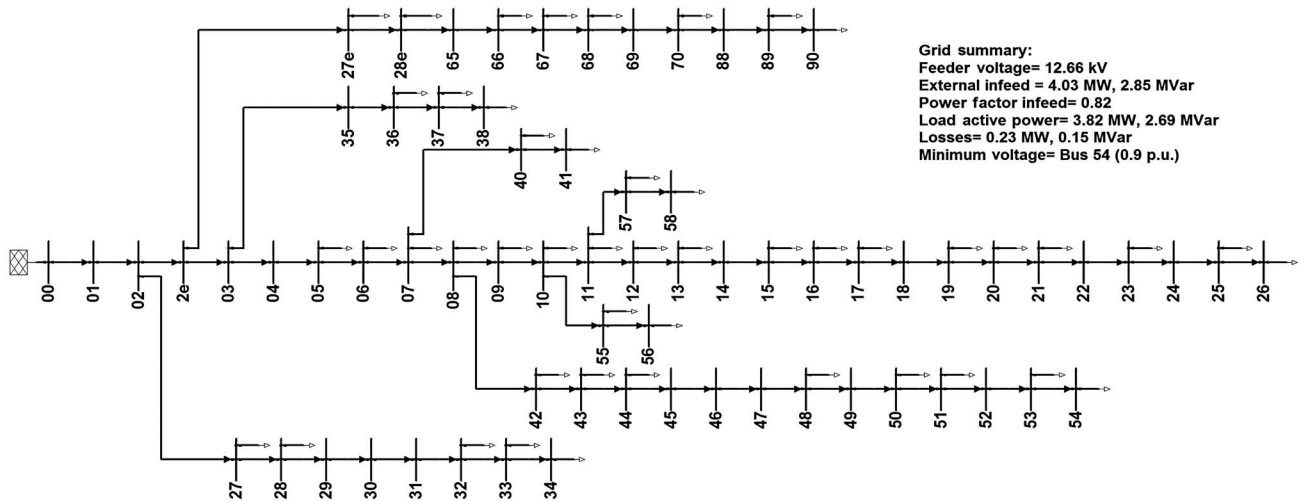 27e 28e 65 66 67 68 69 70 88 89 90
Grid summary:
Feeder voltage= 12.66 kV
External infeed = 4.03 MW, 2.85 MVar
Power factor infeed= 0.82
Load active power= 3.82 MW, 2.69 MVar
Losses= 0.23 MW, 0.15 MVar
Minimum voltage= Bus 54 (0.9 p.u.)
35 36 37 38
40 41
57 58
00 01 02 2e 03 04 05 06 07 08 09 10 11 12 13 14 15 16 17 18 19 20 21 22 23 24 25 26
55 56
42 43 44 45 46 47 48 49 50 51 52 53 54
27 28 29 30 31 32 33 34